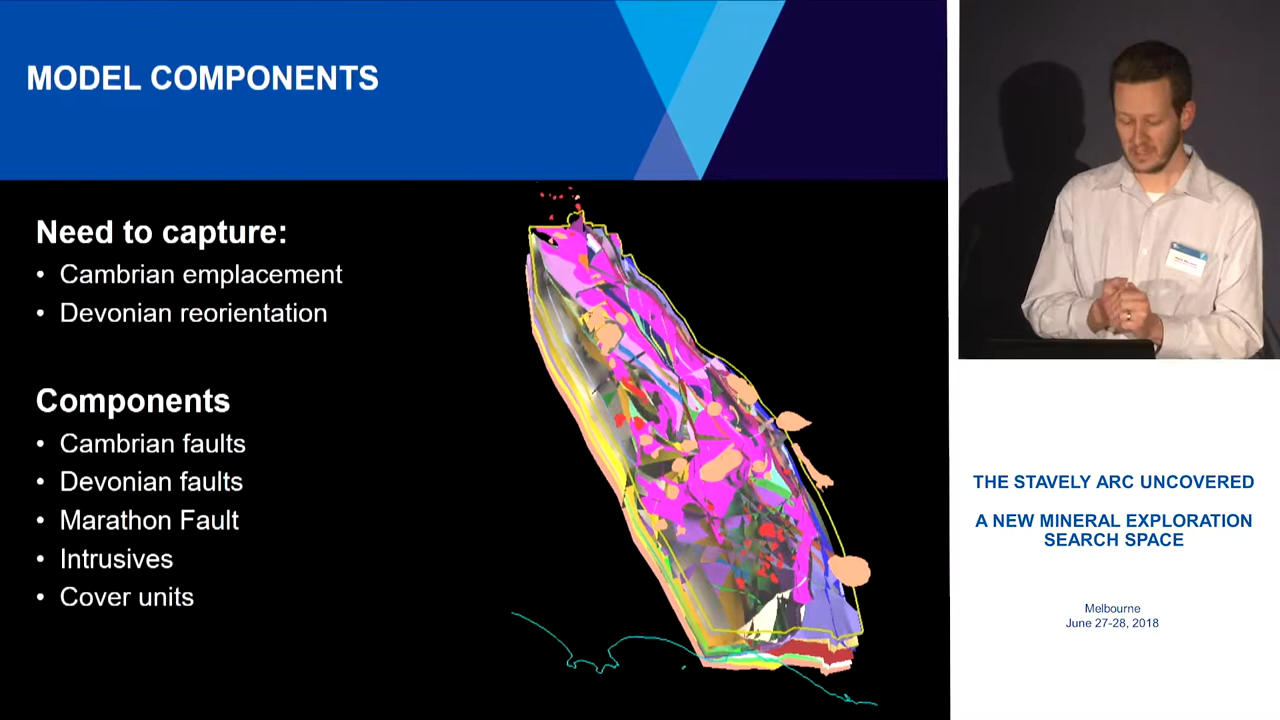 MODEL COMPONENTS
Need to capture:
• Cambrian emplacement
• Devonian reorientation
Components
• Cambrian faults
• Devonian faults
• Marathon Fault
• Intrusives
• Cover units
THE STAVELY ARC UNCOVERED
A NEW MINERAL EXPLORATION
SEARCH SPACE
Melbourne
June 27-28, 2018